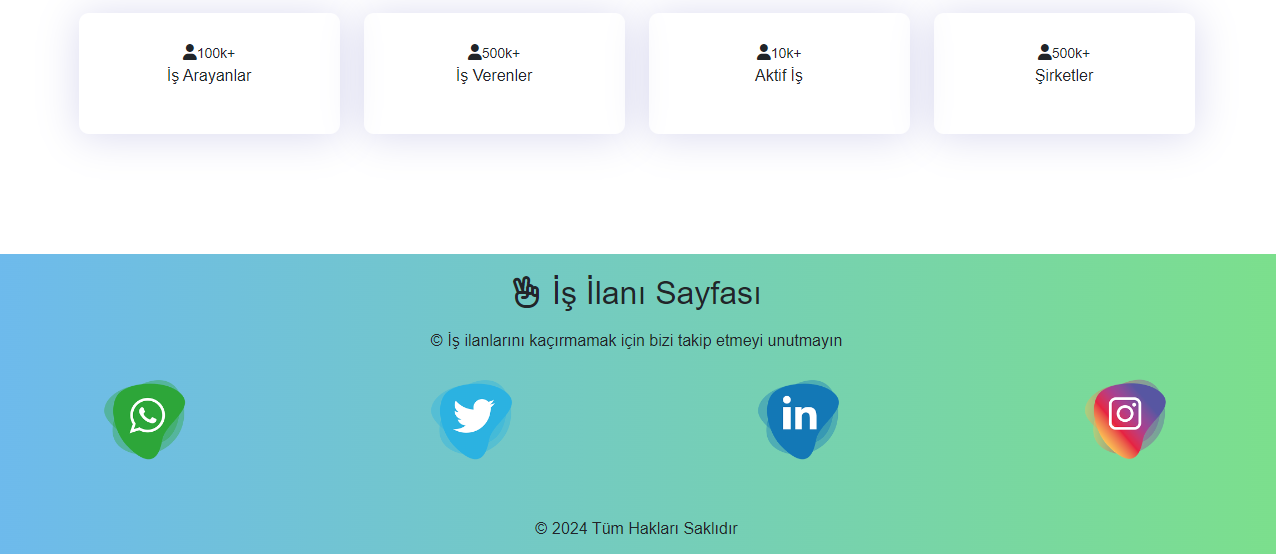 100k+ 500k+ 10k+ 500k+
İş Arayanlar İş Verenler Aktif İş Şirketler
İş İlanı Sayfası
© İş ilanlarını kaçırmamak için bizi takip etmeyi unutmayın
in
© 2024 Tüm Hakları Saklıdır